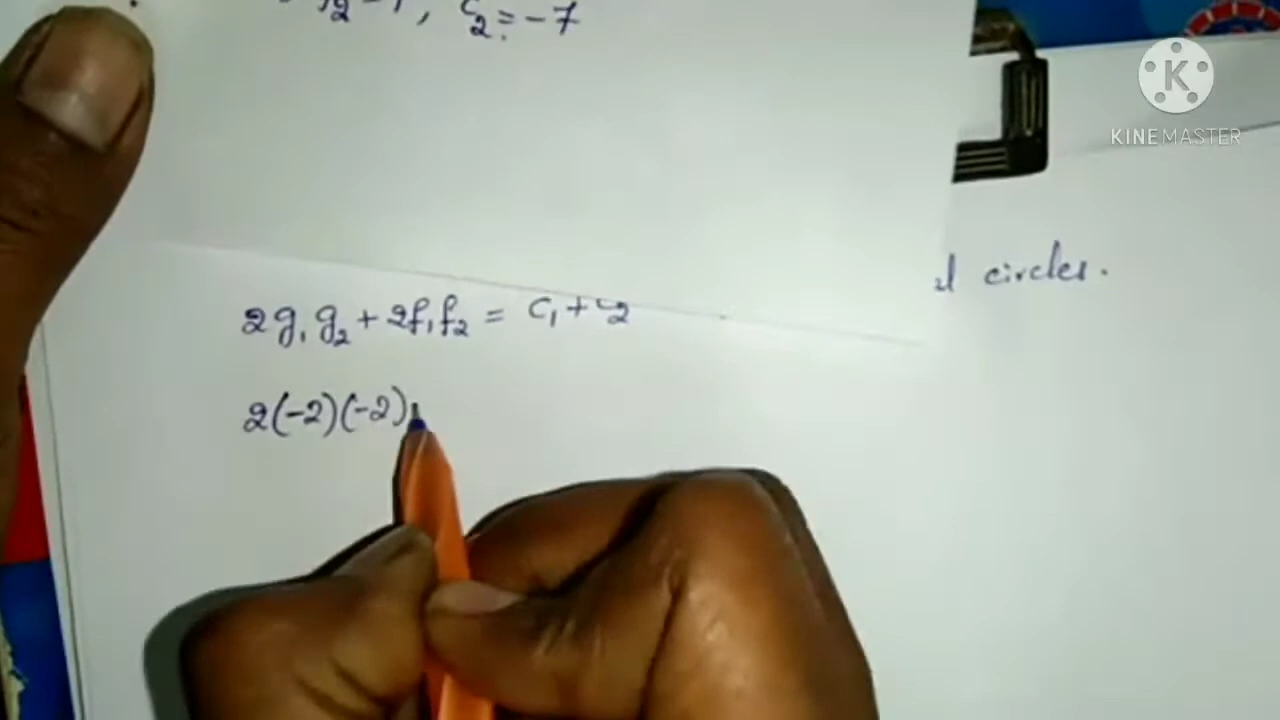 C₂ = -7
KINEMASTER
circles.
2g₁g₂ + 2f₁f₂ = C₁ + C₂
2(-2)(-2)